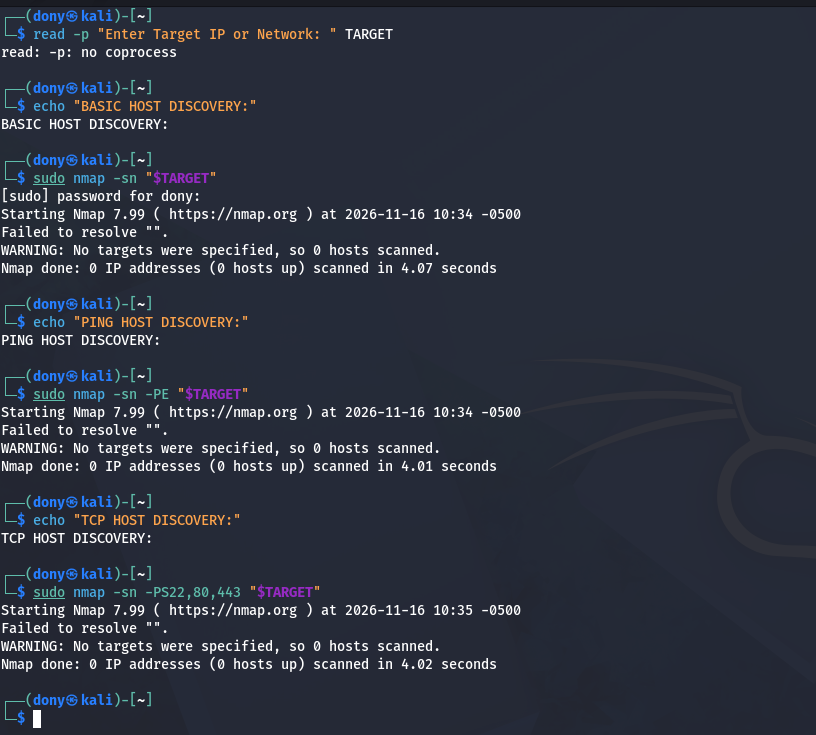 ┌──(dony㉿kali)-[~]
└─$ read -p "Enter Target IP or Network: " TARGET
read: -p: no coprocess
┌──(dony㉿kali)-[~]
└─$ echo "BASIC HOST DISCOVERY:"
BASIC HOST DISCOVERY:
┌──(dony㉿kali)-[~]
└─$ sudo nmap -sn "$TARGET"
[sudo] password for dony:
Starting Nmap 7.99 ( https://nmap.org ) at 2026-11-16 10:34 -0500
Failed to resolve "".
WARNING: No targets were specified, so 0 hosts scanned.
Nmap done: 0 IP addresses (0 hosts up) scanned in 4.07 seconds
┌──(dony㉿kali)-[~]
└─$ echo "PING HOST DISCOVERY:"
PING HOST DISCOVERY:
┌──(dony㉿kali)-[~]
└─$ sudo nmap -sn -PE "$TARGET"
Starting Nmap 7.99 ( https://nmap.org ) at 2026-11-16 10:34 -0500
Failed to resolve "".
WARNING: No targets were specified, so 0 hosts scanned.
Nmap done: 0 IP addresses (0 hosts up) scanned in 4.01 seconds
┌──(dony㉿kali)-[~]
└─$ echo "TCP HOST DISCOVERY:"
TCP HOST DISCOVERY:
┌──(dony㉿kali)-[~]
└─$ sudo nmap -sn -PS22,80,443 "$TARGET"
Starting Nmap 7.99 ( https://nmap.org ) at 2026-11-16 10:35 -0500
Failed to resolve "".
WARNING: No targets were specified, so 0 hosts scanned.
Nmap done: 0 IP addresses (0 hosts up) scanned in 4.02 seconds
┌──(dony㉿kali)-[~]
└─$